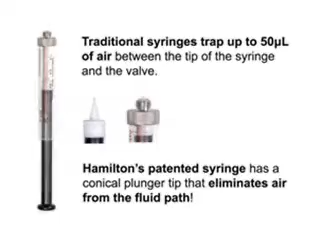 Traditional syringes trap up to 50µL
of air between the tip of the syringe
and the valve.
Hamilton's patented syringe has a
conical plunger tip that eliminates air
from the fluid path!